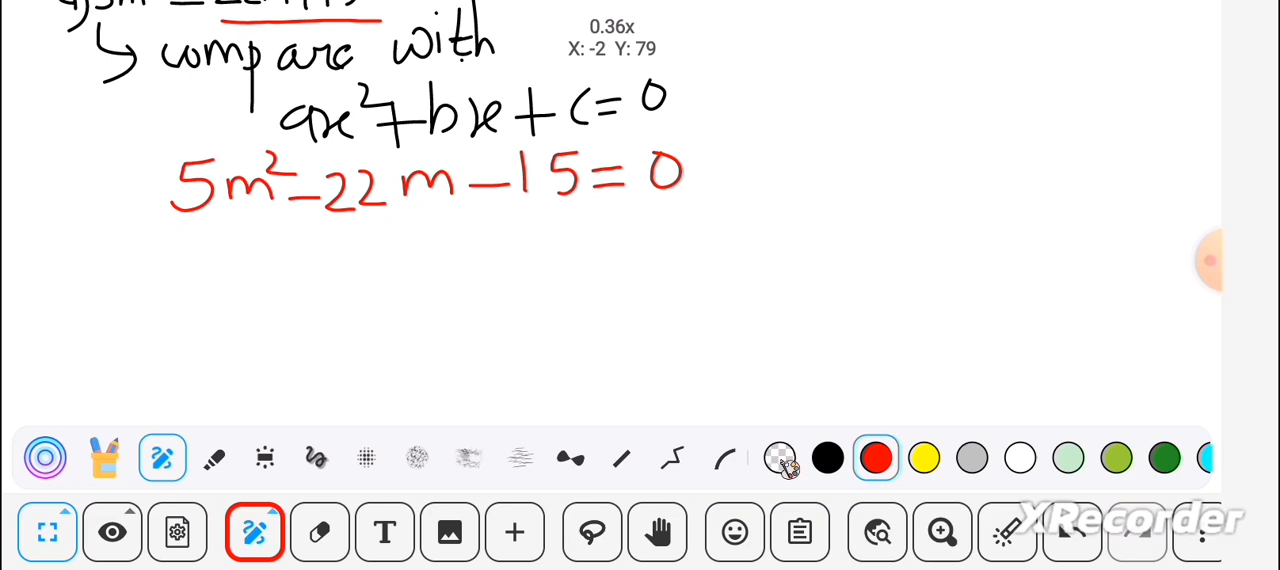 0.36x
X: -2 Y: 79
↳ compare with
ax²+bx+c=0
5m²-22m-15=0
T
XRecorder